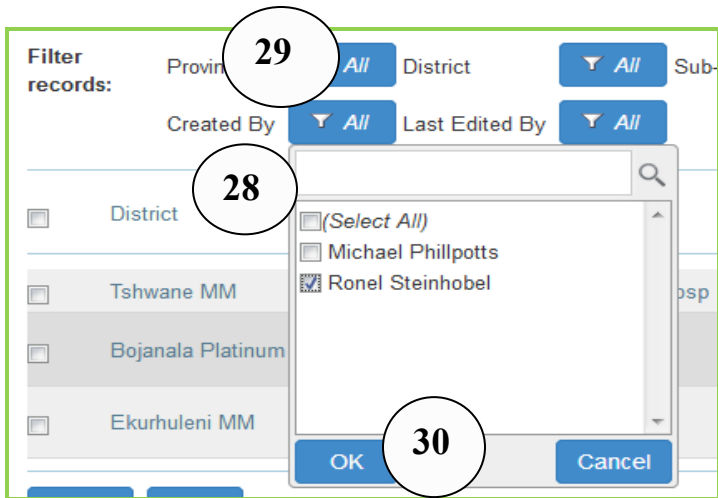 Filter records:
Provin 29 All District All Sub-
Created By All Last Edited By All
28
District
(Select All)
Michael Phillpotts
Ronel Steinhobel
Tshwane MM
osp
Bojanala Platinum
Ekurhuleni MM
OK 30 Cancel